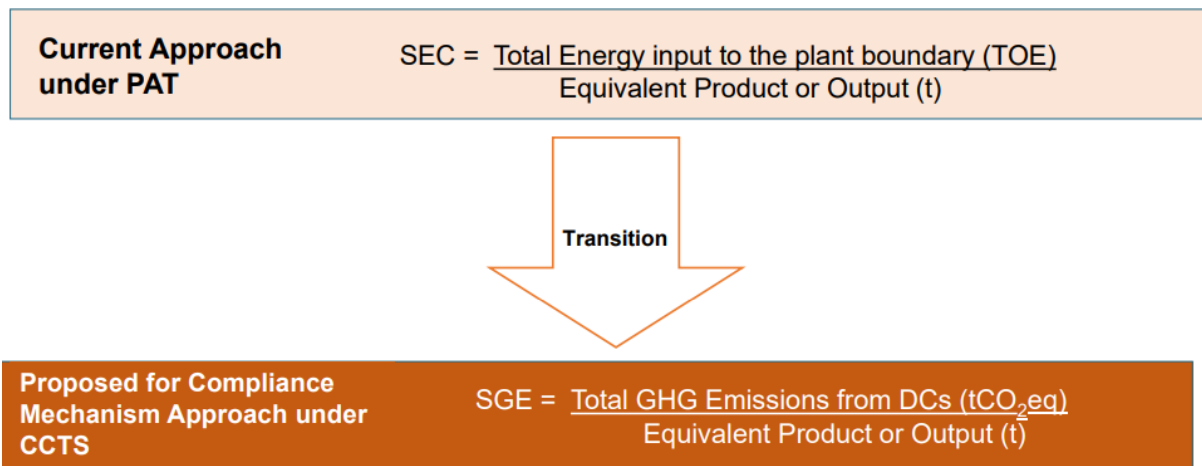 Current Approach
under PAT
SEC = Total Energy input to the plant boundary (TOE)
Equivalent Product or Output (t)
Transition
Proposed for Compliance
Mechanism Approach under
CCTS
SGE = Total GHG Emissions from DCs (tCO₂eq)
Equivalent Product or Output (t)